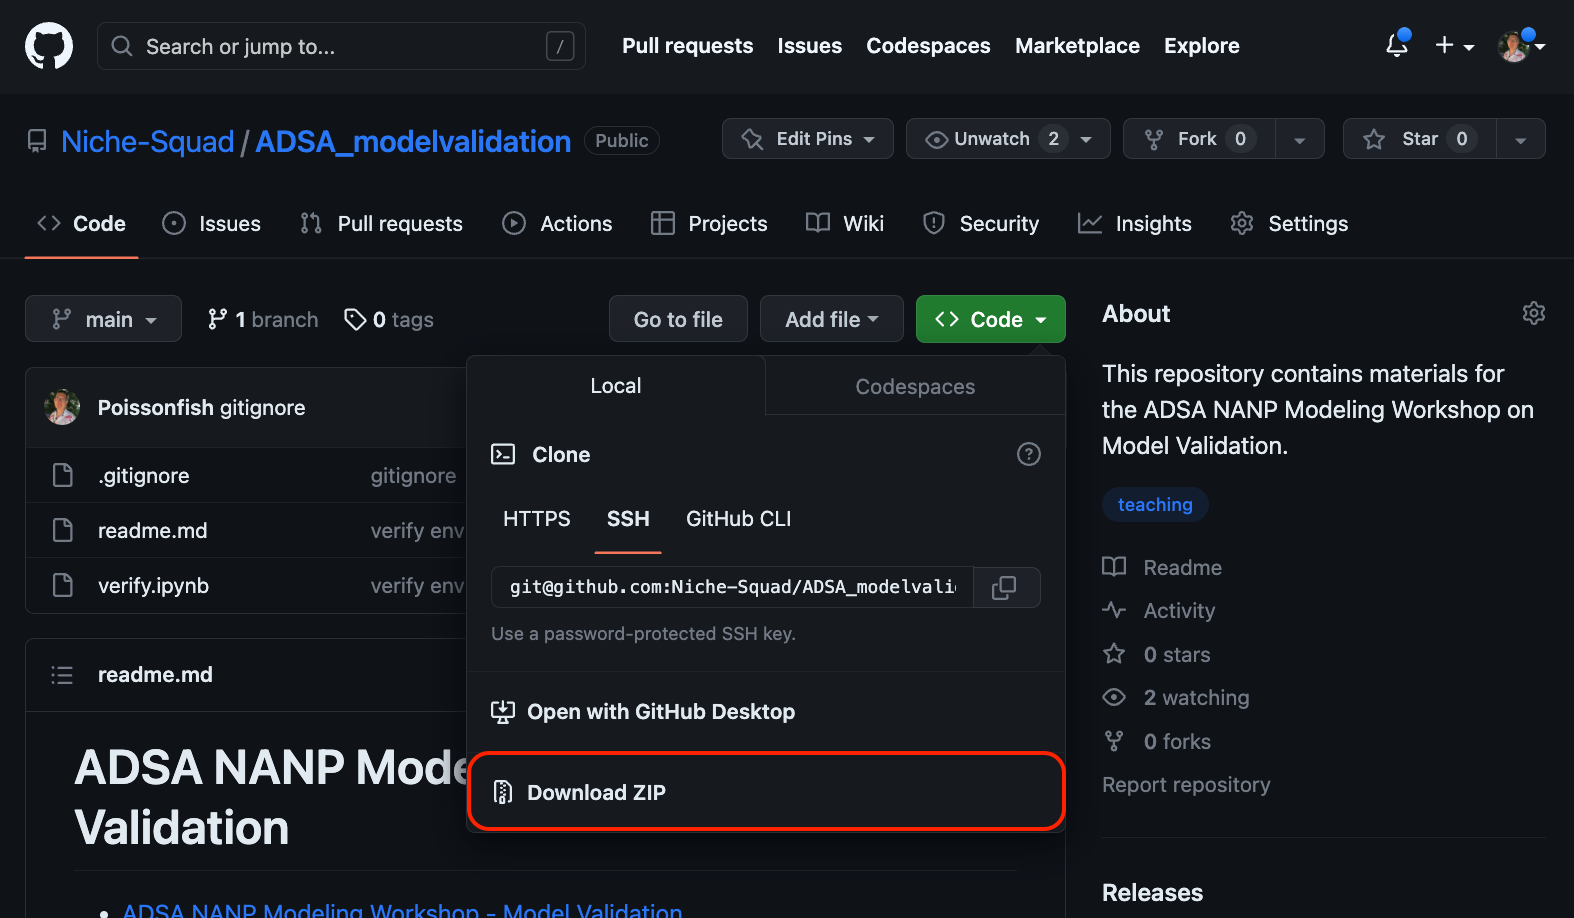 Search or jump to... /
Pull requests Issues Codespaces Marketplace Explore
Niche-Squad / ADSA_modelvalidation Public
Edit Pins Unwatch 2 Fork 0 Star 0
Code Issues Pull requests Actions Projects Wiki Security Insights Settings
main 1 branch 0 tags Go to file Add file Code
Poissonfish gitignore
.gitignore gitignore
readme.md verify env
verify.ipynb verify env
readme.md
ADSA NANP Mode
Validation
ADSA NANP Modeling Workshop - Model Validation
Local Codespaces
Clone
HTTPS SSH GitHub CLI
git@github.com:Niche-Squad/ADSA_modelvali
Use a password-protected SSH key.
Open with GitHub Desktop
Download ZIP
About
This repository contains materials for
the ADSA NANP Modeling Workshop on
Model Validation.
teaching
Readme
Activity
0 stars
2 watching
0 forks
Report repository
Releases